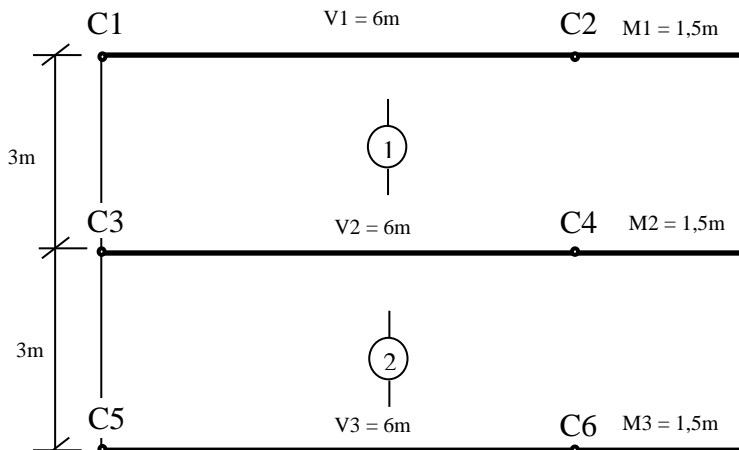 V1 = 6m
C1
C2
M1 = 1,5m
1
3m
C3
V2 = 6m
C4
M2 = 1,5m
3m
2
C5
V3 = 6m
C6
M3 = 1,5m